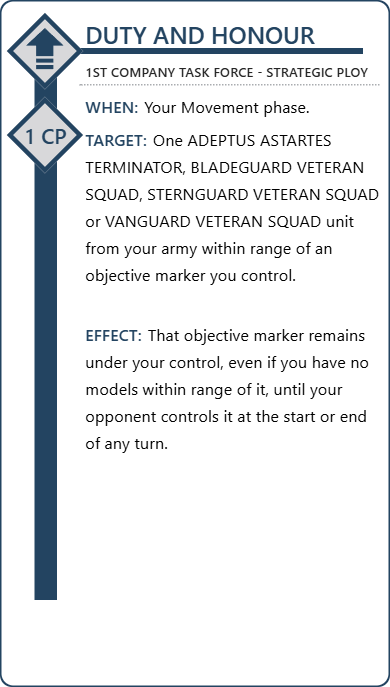 DUTY AND HONOUR
1ST COMPANY TASK FORCE - STRATEGIC PLOY
WHEN: Your Movement phase.
1 CP
TARGET: One ADEPTUS ASTARTES
TERMINATOR, BLADEGUARD VETERAN
SQUAD, STERNGUARD VETERAN SQUAD
or VANGUARD VETERAN SQUAD unit
from your army within range of an
objective marker you control.
EFFECT: That objective marker remains
under your control, even if you have no
models within range of it, until your
opponent controls it at the start or end
of any turn.